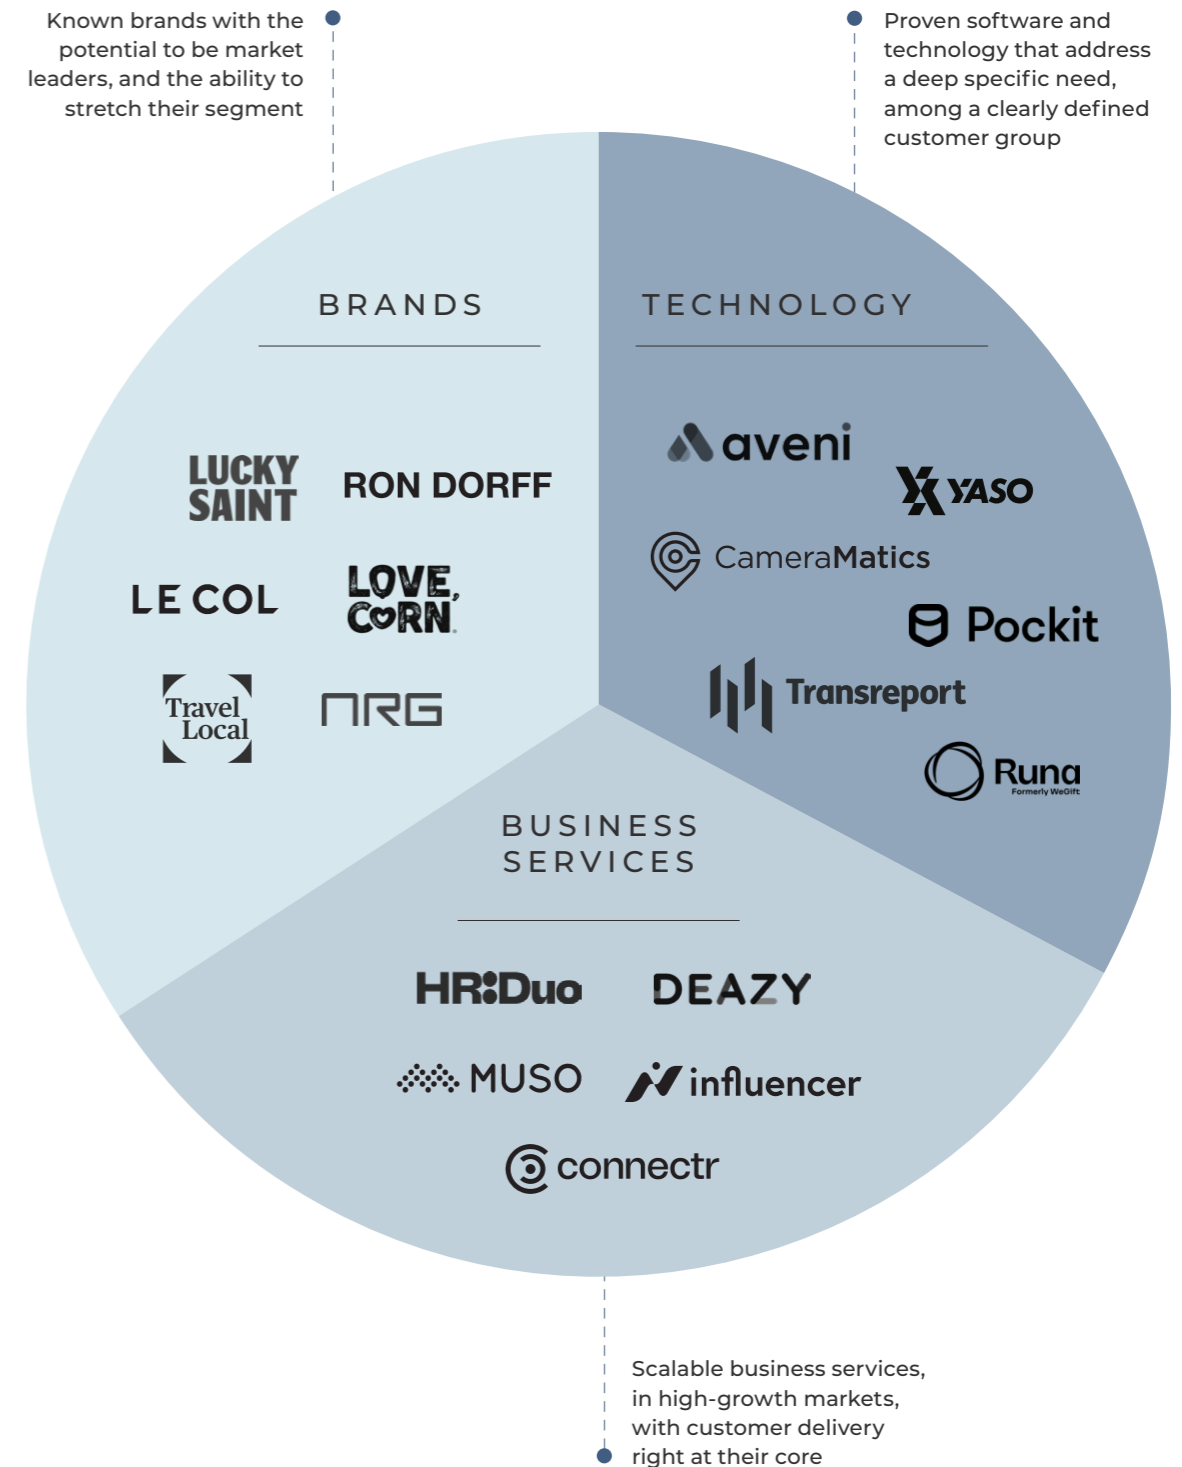 Known brands with the
potential to be market
leaders, and the ability to
stretch their segment
Proven software and
technology that address
a deep specific need,
among a clearly defined
customer group
BRANDS
LUCKY
SAINT
RON DORFF
LE COL
LOVE,
CORN.
Travel
Local
NRG
TECHNOLOGY
aveni
YASO
CameraMatics
Pockit
Transreport
Runa
Formerly WeGift
BUSINESS
SERVICES
HR:Duo
DEAZY
MUSO
influencer
connectr
Scalable business services,
in high-growth markets,
with customer delivery
right at their core